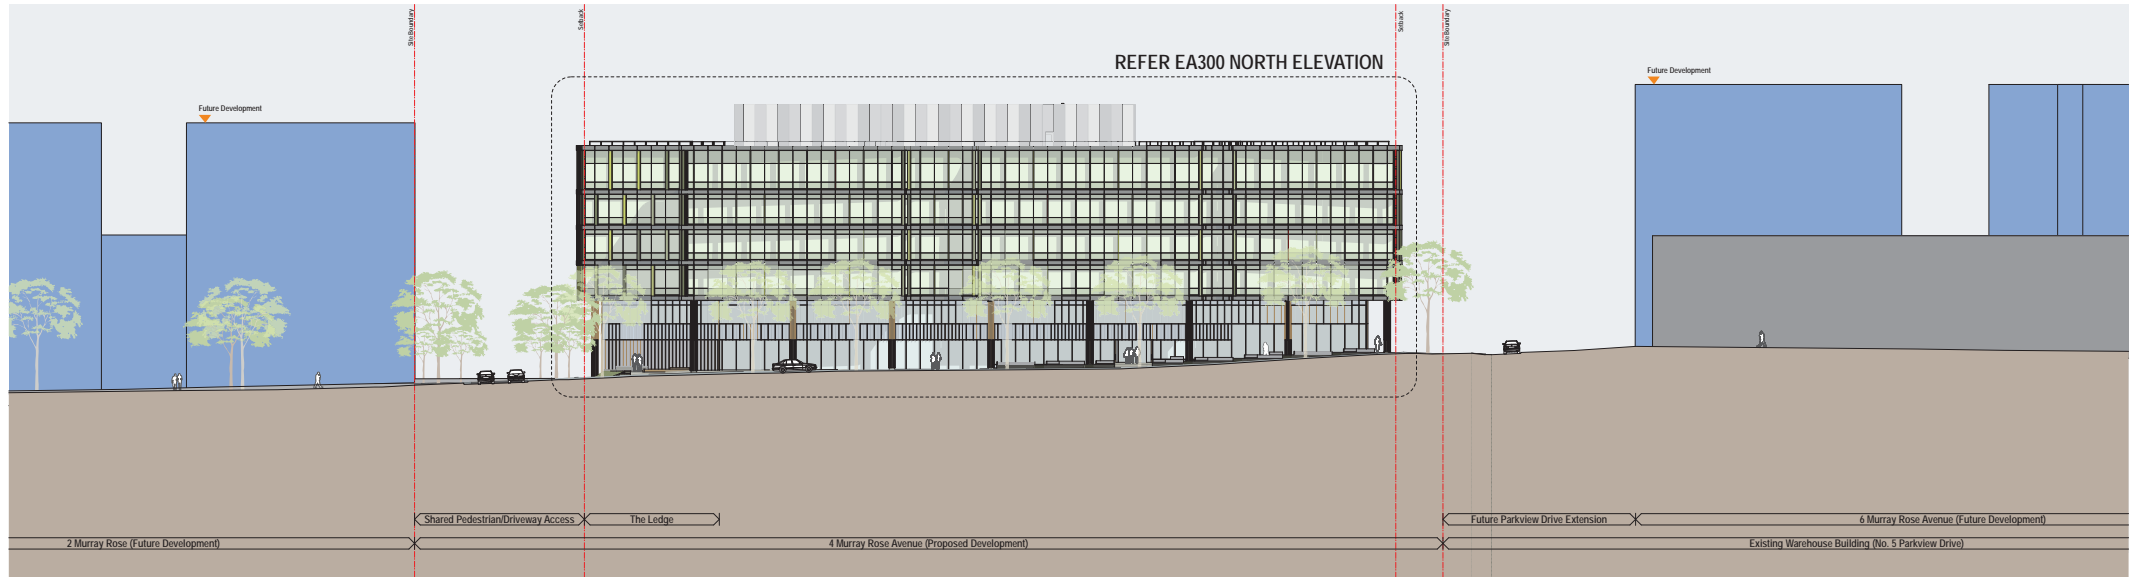 Site Boundary
Setback
Setback
Site Boundary
REFER EA300 NORTH ELEVATION
Future Development
Future Development
Shared Pedestrian/Driveway Access
The Ledge
Future Parkview Drive Extension
6 Murray Rose Avenue (Future Development)
2 Murray Rose (Future Development)
4 Murray Rose Avenue (Proposed Development)
Existing Warehouse Building (No. 5 Parkview Drive)